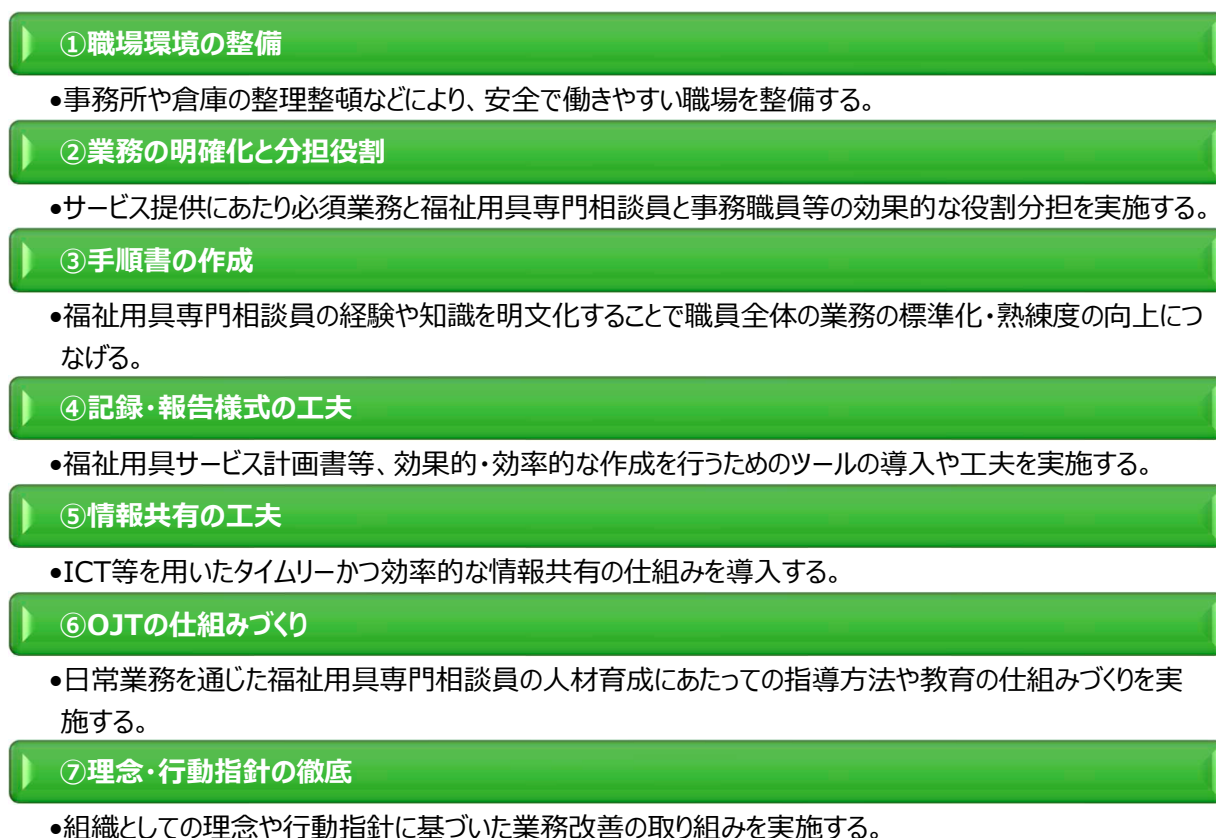 ①職場環境の整備
•事務所や倉庫の整理整頓などにより、安全で働きやすい職場を整備する。
②業務の明確化と分担役割
•サービス提供にあたり必須業務と福祉用具専門相談員と事務職員等の効果的な役割分担を実施する。
③手順書の作成
•福祉用具専門相談員の経験や知識を明文化することで職員全体の業務の標準化・熟練度の向上につ
なげる。
④記録・報告様式の工夫
•福祉用具サービス計画書等、効果的・効率的な作成を行うためのツールの導入や工夫を実施する。
⑤情報共有の工夫
•ICT等を用いたタイムリーかつ効率的な情報共有の仕組みを導入する。
⑥OJTの仕組みづくり
•日常業務を通じた福祉用具専門相談員の人材育成にあたっての指導方法や教育の仕組みづくりを実
施する。
⑦理念・行動指針の徹底
•組織としての理念や行動指針に基づいた業務改善の取り組みを実施する。